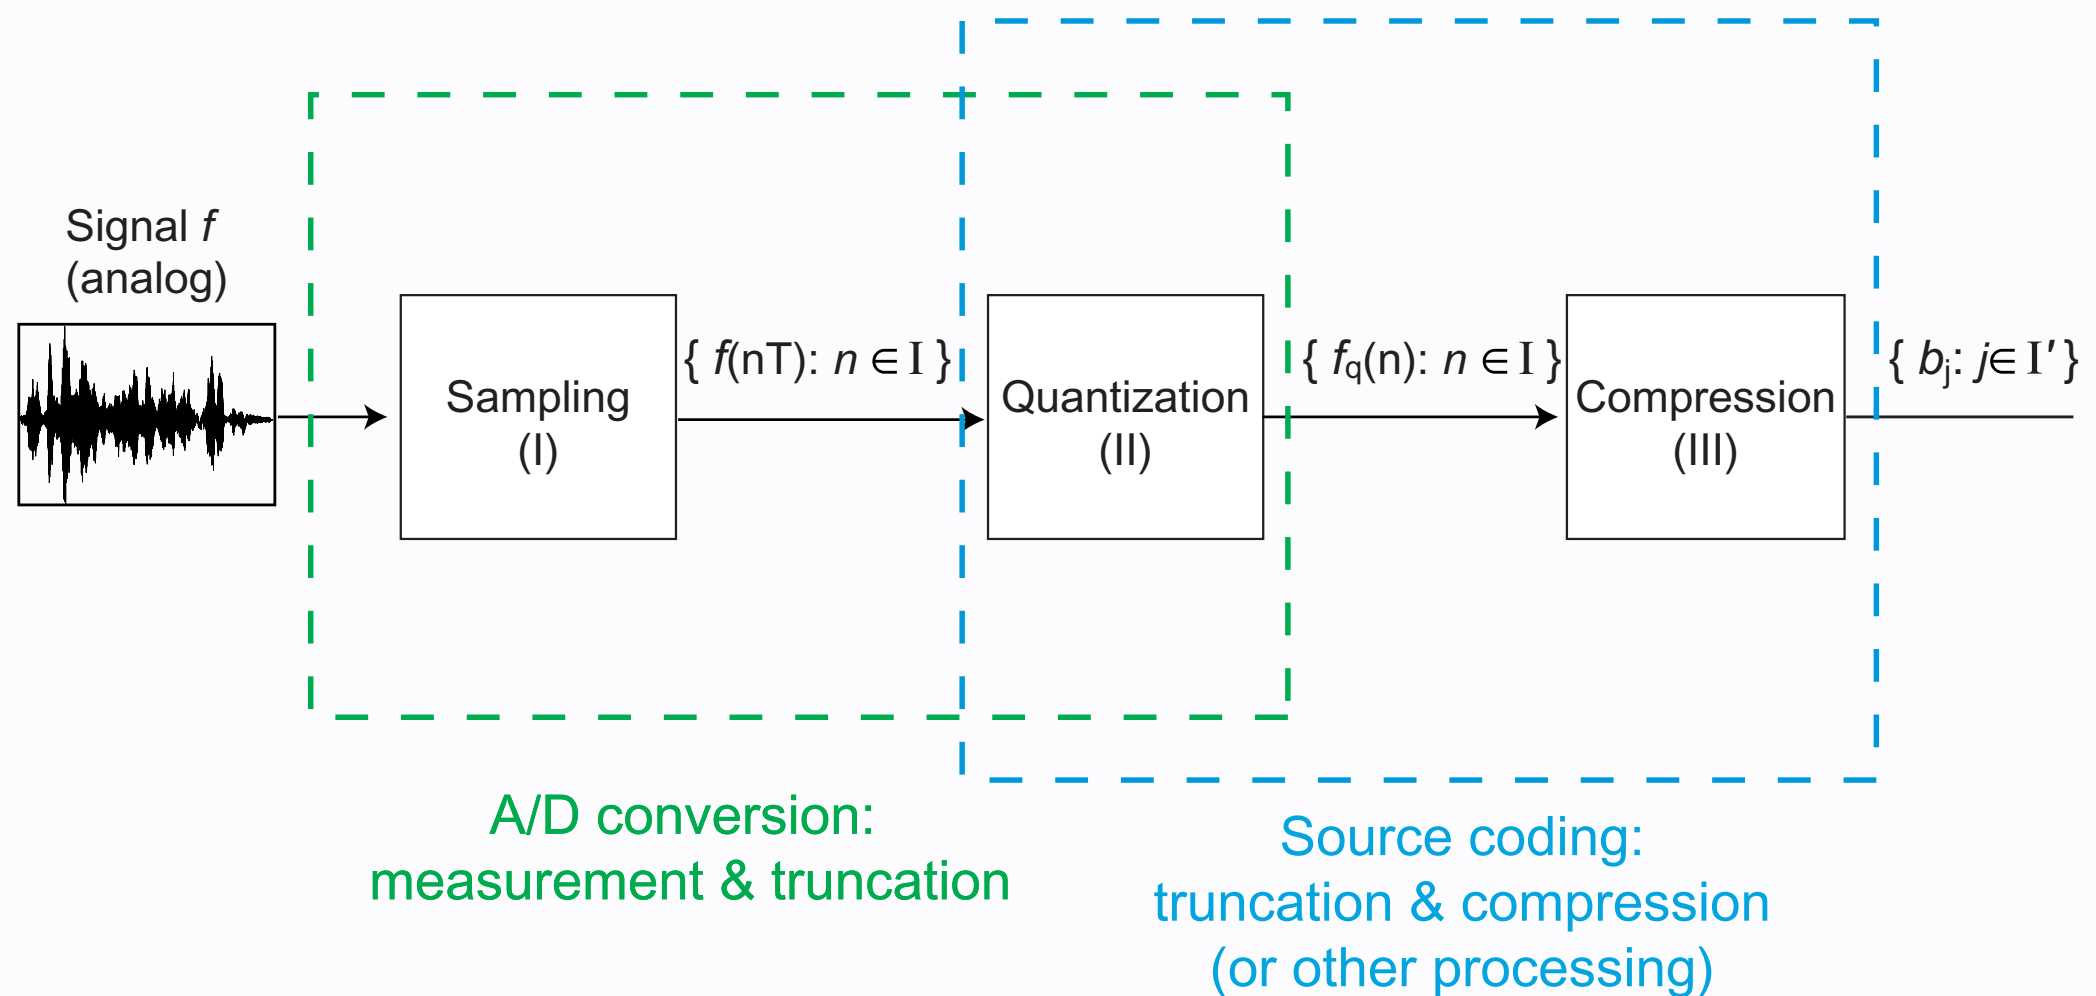 Signal f
(analog)
Sampling
(I)
{ f(nT): n ∈ I }
Quantization
(II)
{ fq(n): n ∈ I }
Compression
(III)
{ bj: j∈ I′ }
A/D conversion:
measurement & truncation
Source coding:
truncation & compression
(or other processing)